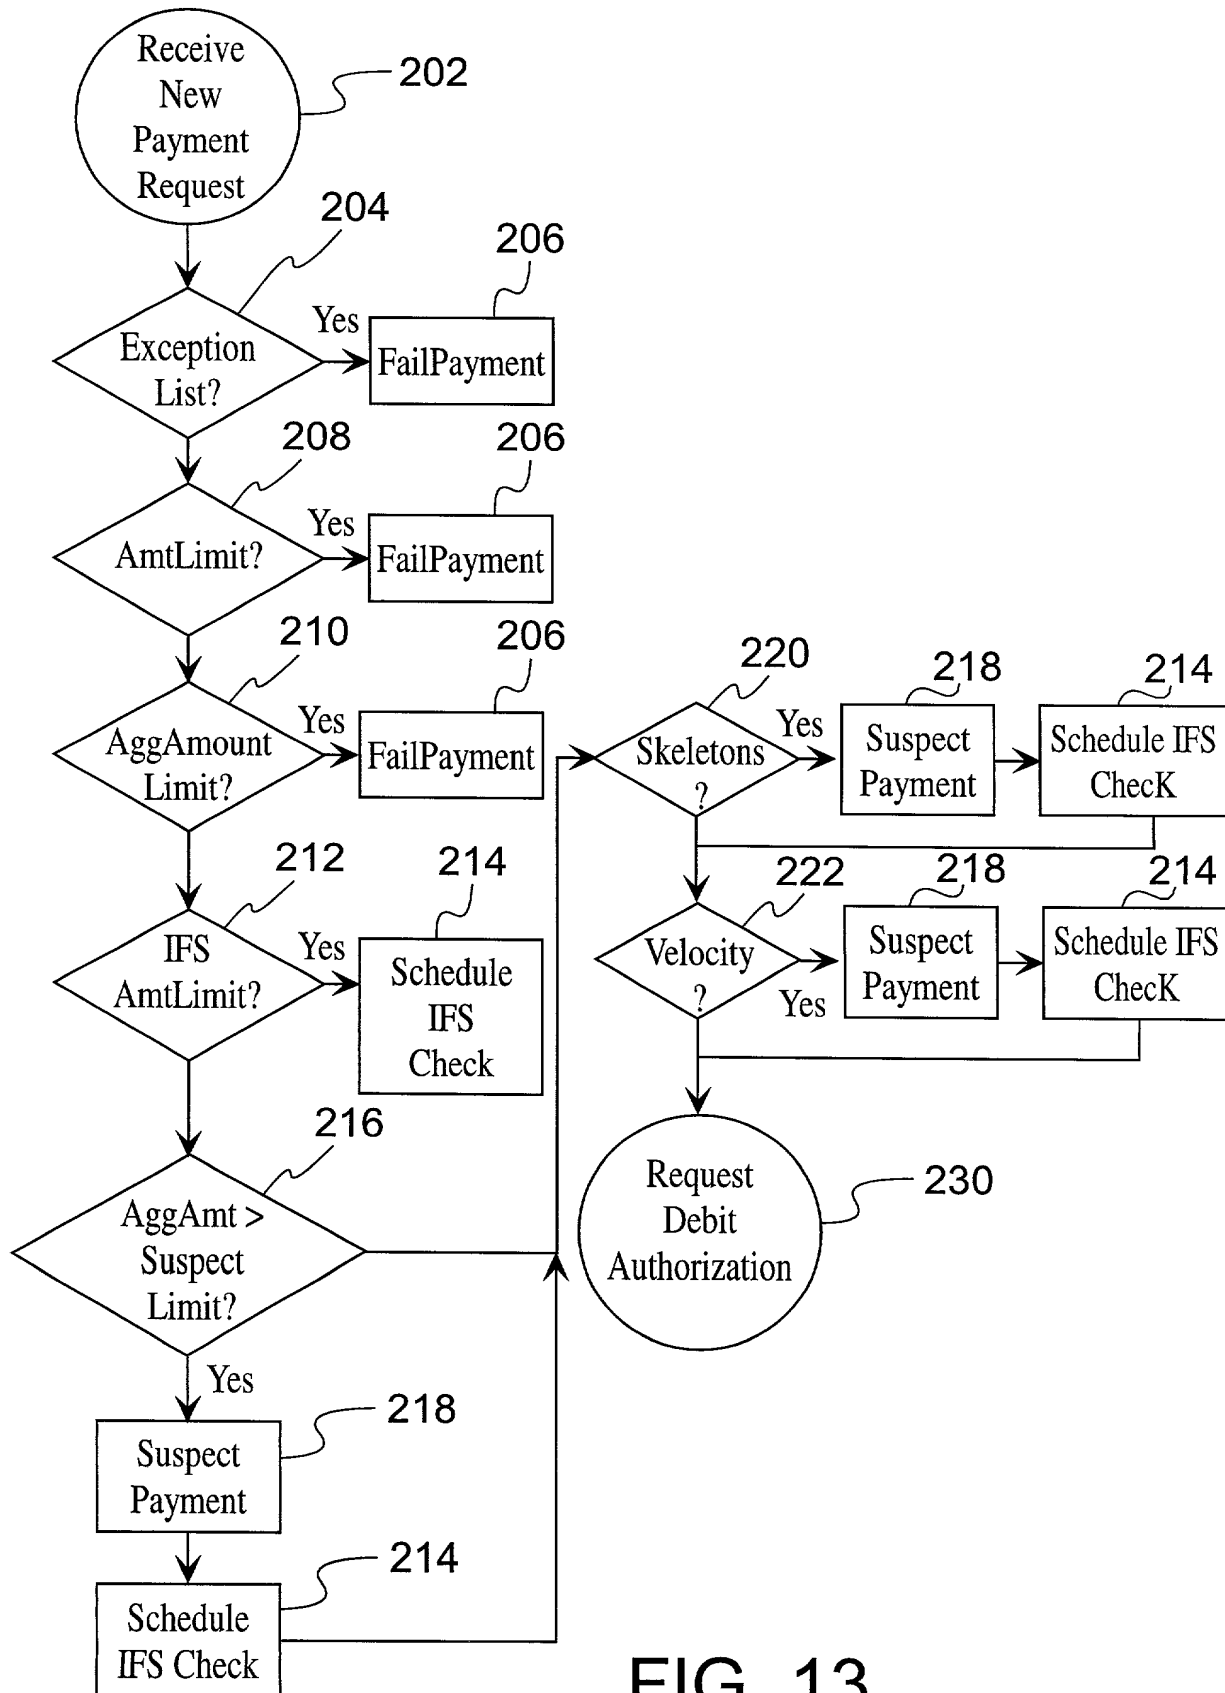 Receive
New
Payment
Request
202
204
Exception
List?
Yes
206
FailPayment
208
AmtLimit?
Yes
206
FailPayment
210
AggAmount
Limit?
Yes
206
FailPayment
212
IFS
AmtLimit?
Yes
214
Schedule
IFS
Check
216
AggAmt >
Suspect
Limit?
Yes
218
Suspect
Payment
214
Schedule
IFS Check
220
Skeletons
?
Yes
218
Suspect
Payment
214
Schedule IFS
ChecK
222
Velocity
?
Yes
218
Suspect
Payment
214
Schedule IFS
ChecK
230
Request
Debit
Authorization
FIG. 13